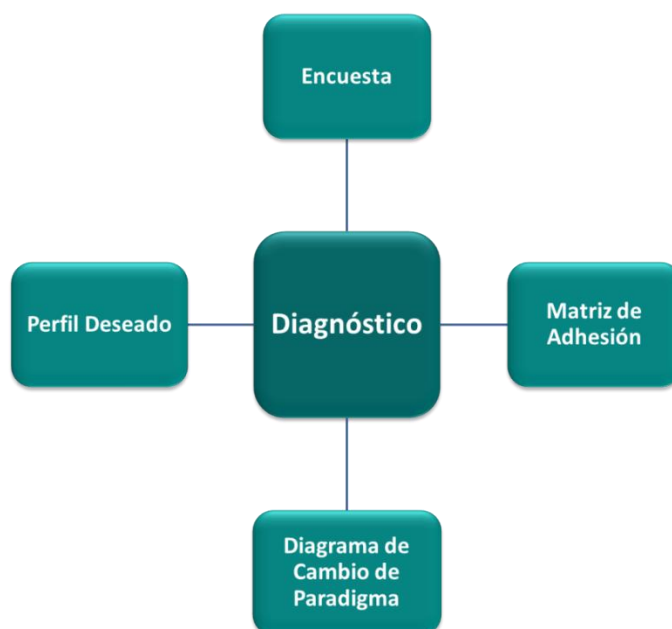 Encuesta
Perfil Deseado
Diagnóstico
Matriz de
Adhesión
Diagrama de
Cambio de
Paradigma